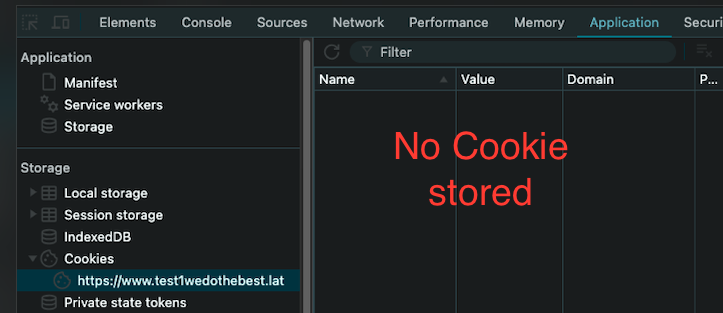 Elements Console Sources Network Performance Memory Application Securi
Application
Filter
Manifest
Name Value Domain P...
Service workers
Storage
No Cookie
stored
Storage
Local storage
Session storage
IndexedDB
Cookies
https://www.test1wedothebest.lat
Private state tokens